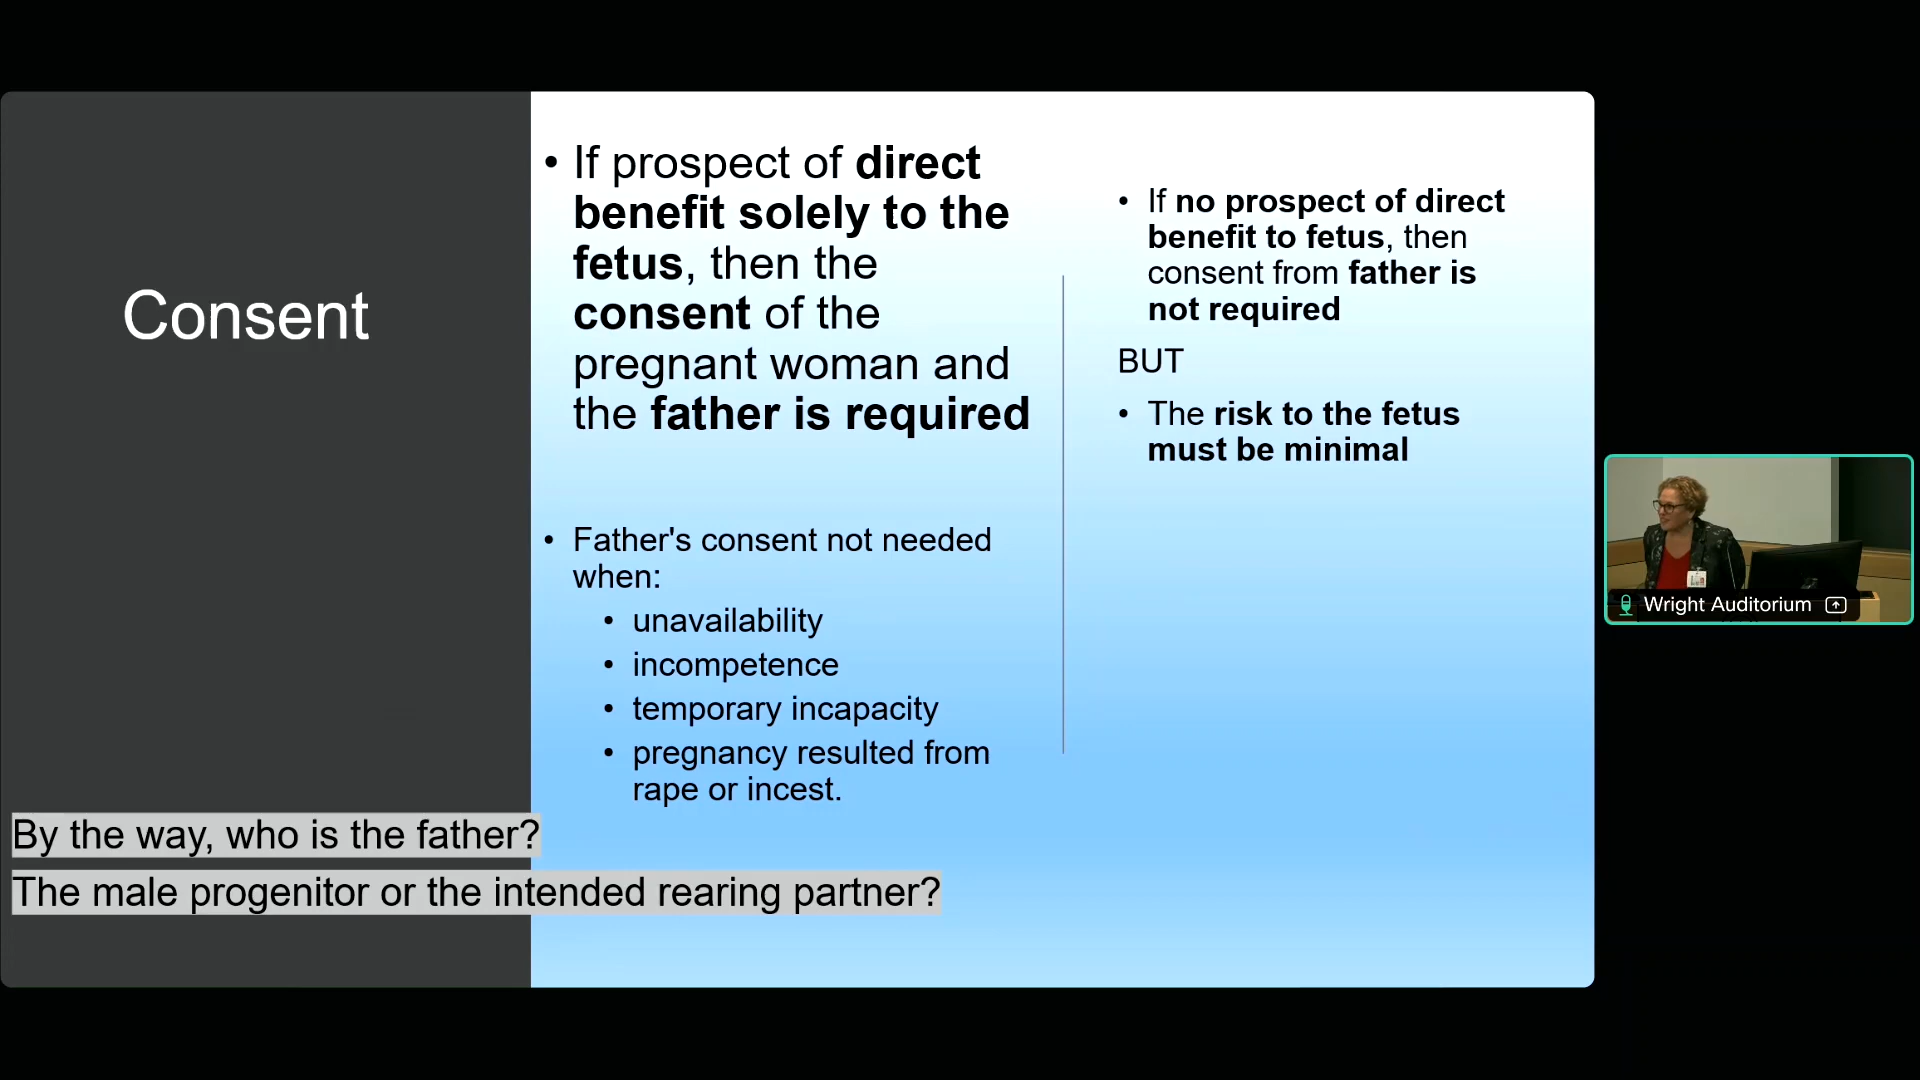 Consent
• If prospect of direct
benefit solely to the
fetus, then the
consent of the
pregnant woman and
the father is required
• Father's consent not needed
when:
• unavailability
• incompetence
• temporary incapacity
• pregnancy resulted from
rape or incest.
• If no prospect of direct
benefit to fetus, then
consent from father is
not required
BUT
• The risk to the fetus
must be minimal
By the way, who is the father?
The male progenitor or the intended rearing partner?
Wright Auditorium